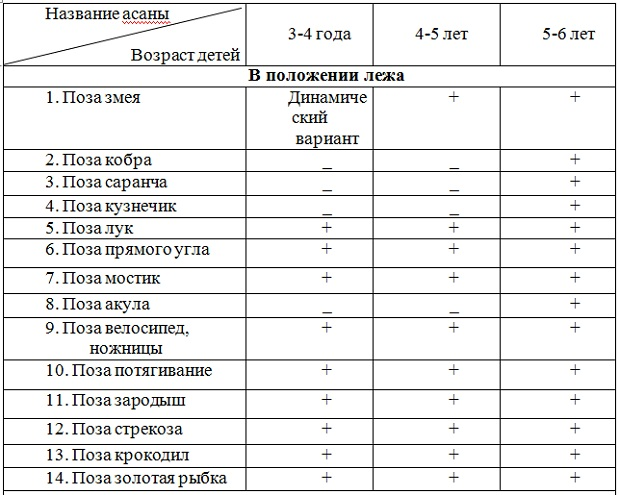 Название асаны
Возраст детей
3-4 года
4-5 лет
5-6 лет
В положении лежа
1. Поза змея Динамиче + +
ский
вариант
2. Поза кобра _ _ +
3. Поза саранча _ _ +
4. Поза кузнечик _ _ +
5. Поза лук + + +
6. Поза прямого угла + + +
7. Поза мостик + + +
8. Поза акула _ _ +
9. Поза велосипед, + + +
ножницы
10. Поза потягивание + + +
11. Поза зародыш + + +
12. Поза стрекоза + + +
13. Поза крокодил + + +
14. Поза золотая рыбка + + +